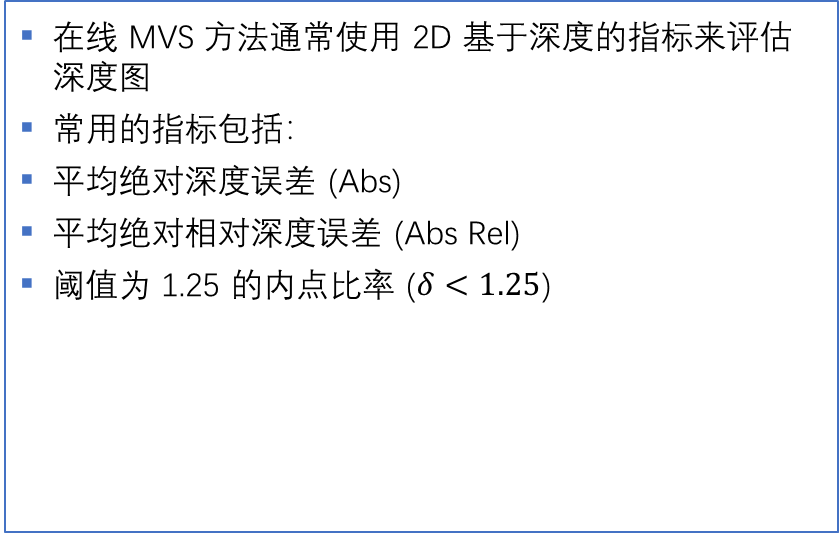 ▪ 在线 MVS 方法通常使用 2D 基于深度的指标来评估
深度图
▪ 常用的指标包括:
▪ 平均绝对深度误差 (Abs)
▪ 平均绝对相对深度误差 (Abs Rel)
▪ 阈值为 1.25 的内点比率 (𝛿 < 1.25)